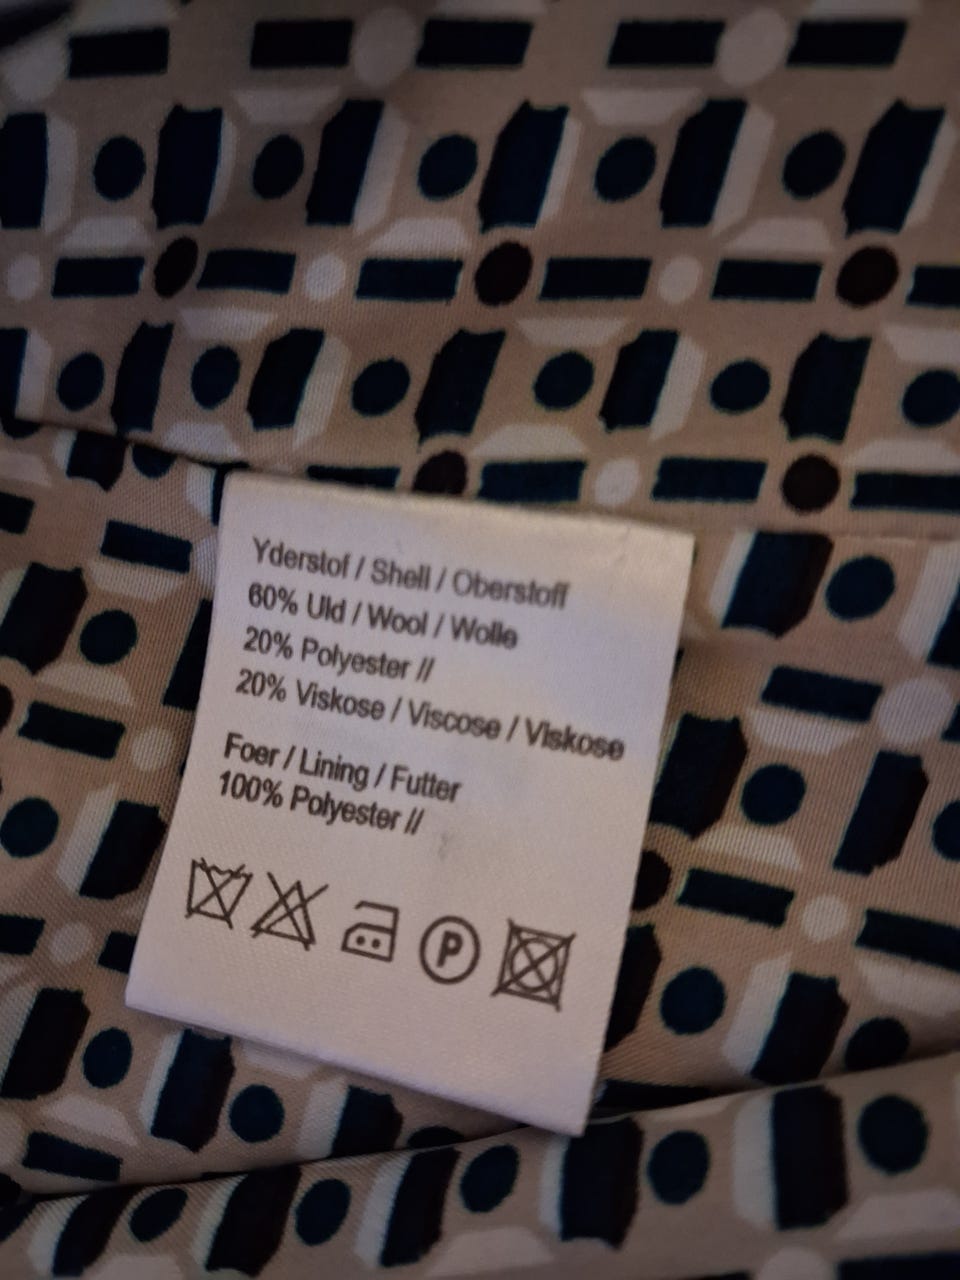 Yderstof / Shell / Oberstoff
60% Uld / Wool / Wolle
20% Polyester //
20% Viskose / Viscose / Viskose
Foer / Lining / Futter
100% Polyester //
P